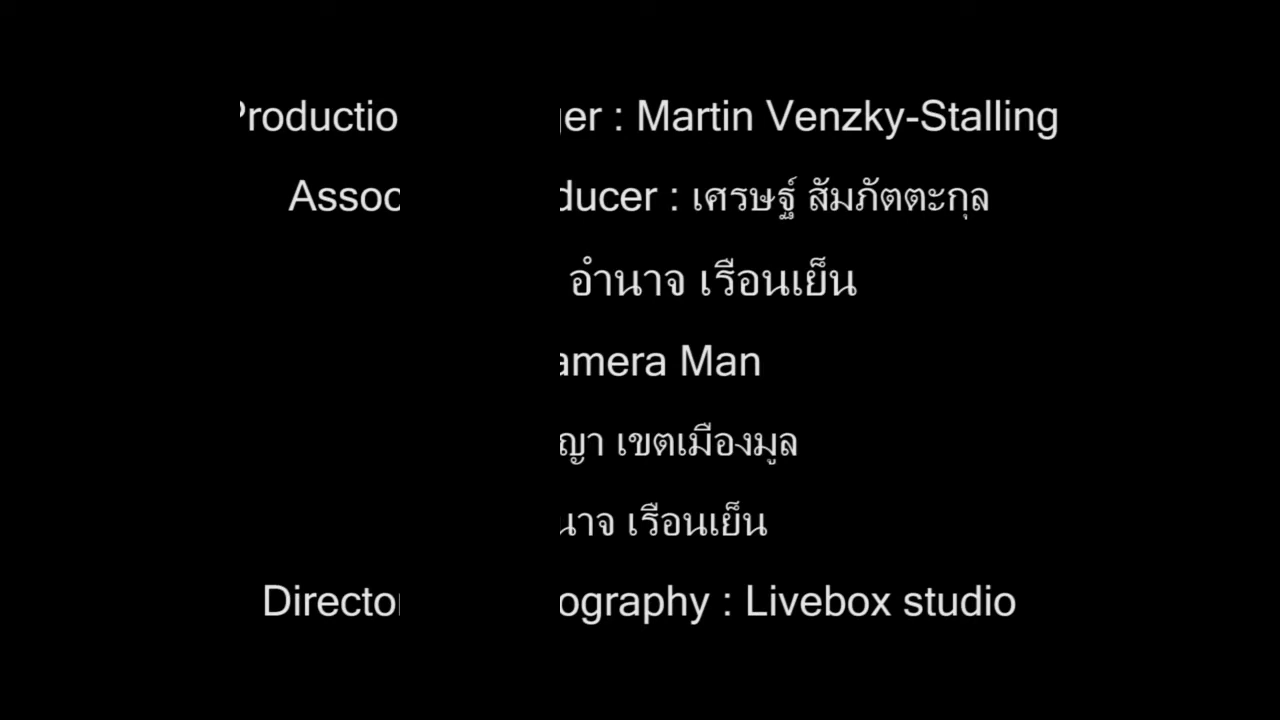 roductio ger : Martin Venzky-Stalling
Assoc ducer : เศรษฐ์ สัมภัตตะกุล
อำนาจ เรือนเย็น
amera Man
ญา เขตเมืองมูล
นาจ เรือนเย็น
Directo ography : Livebox studio